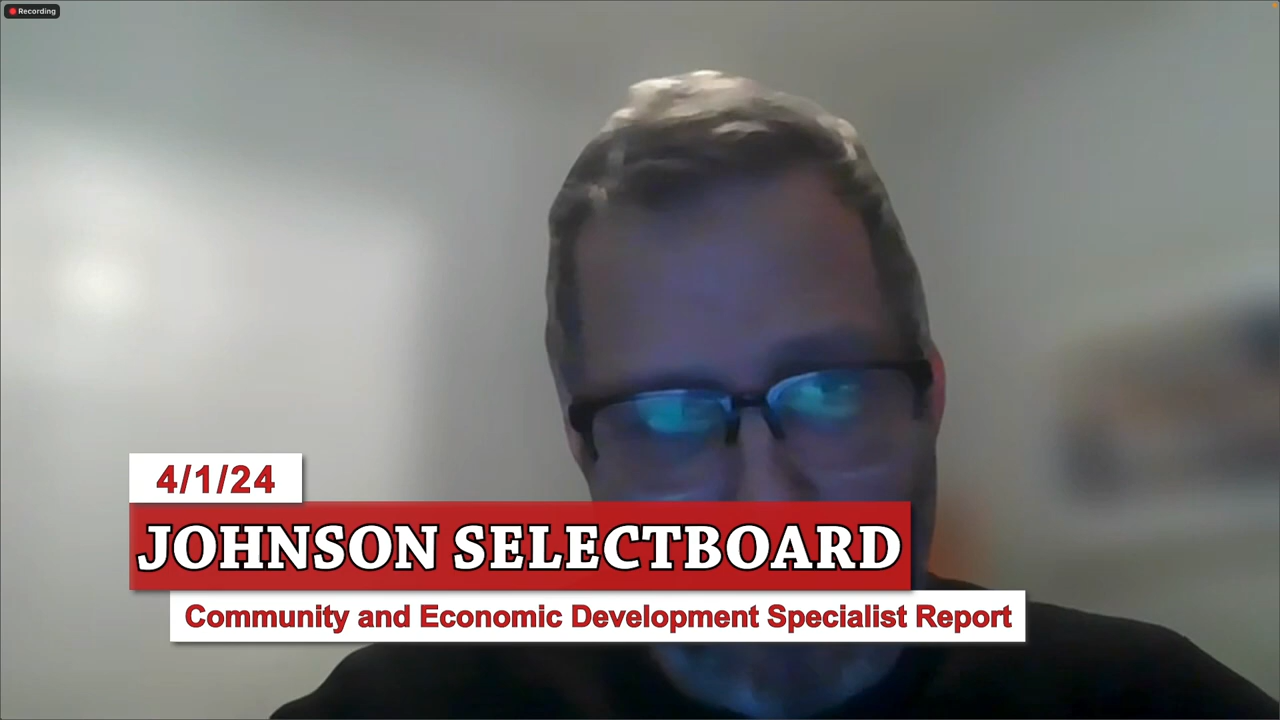 Recording
4/1/24
JOHNSON SELECTBOARD
Community and Economic Development Specialist Report